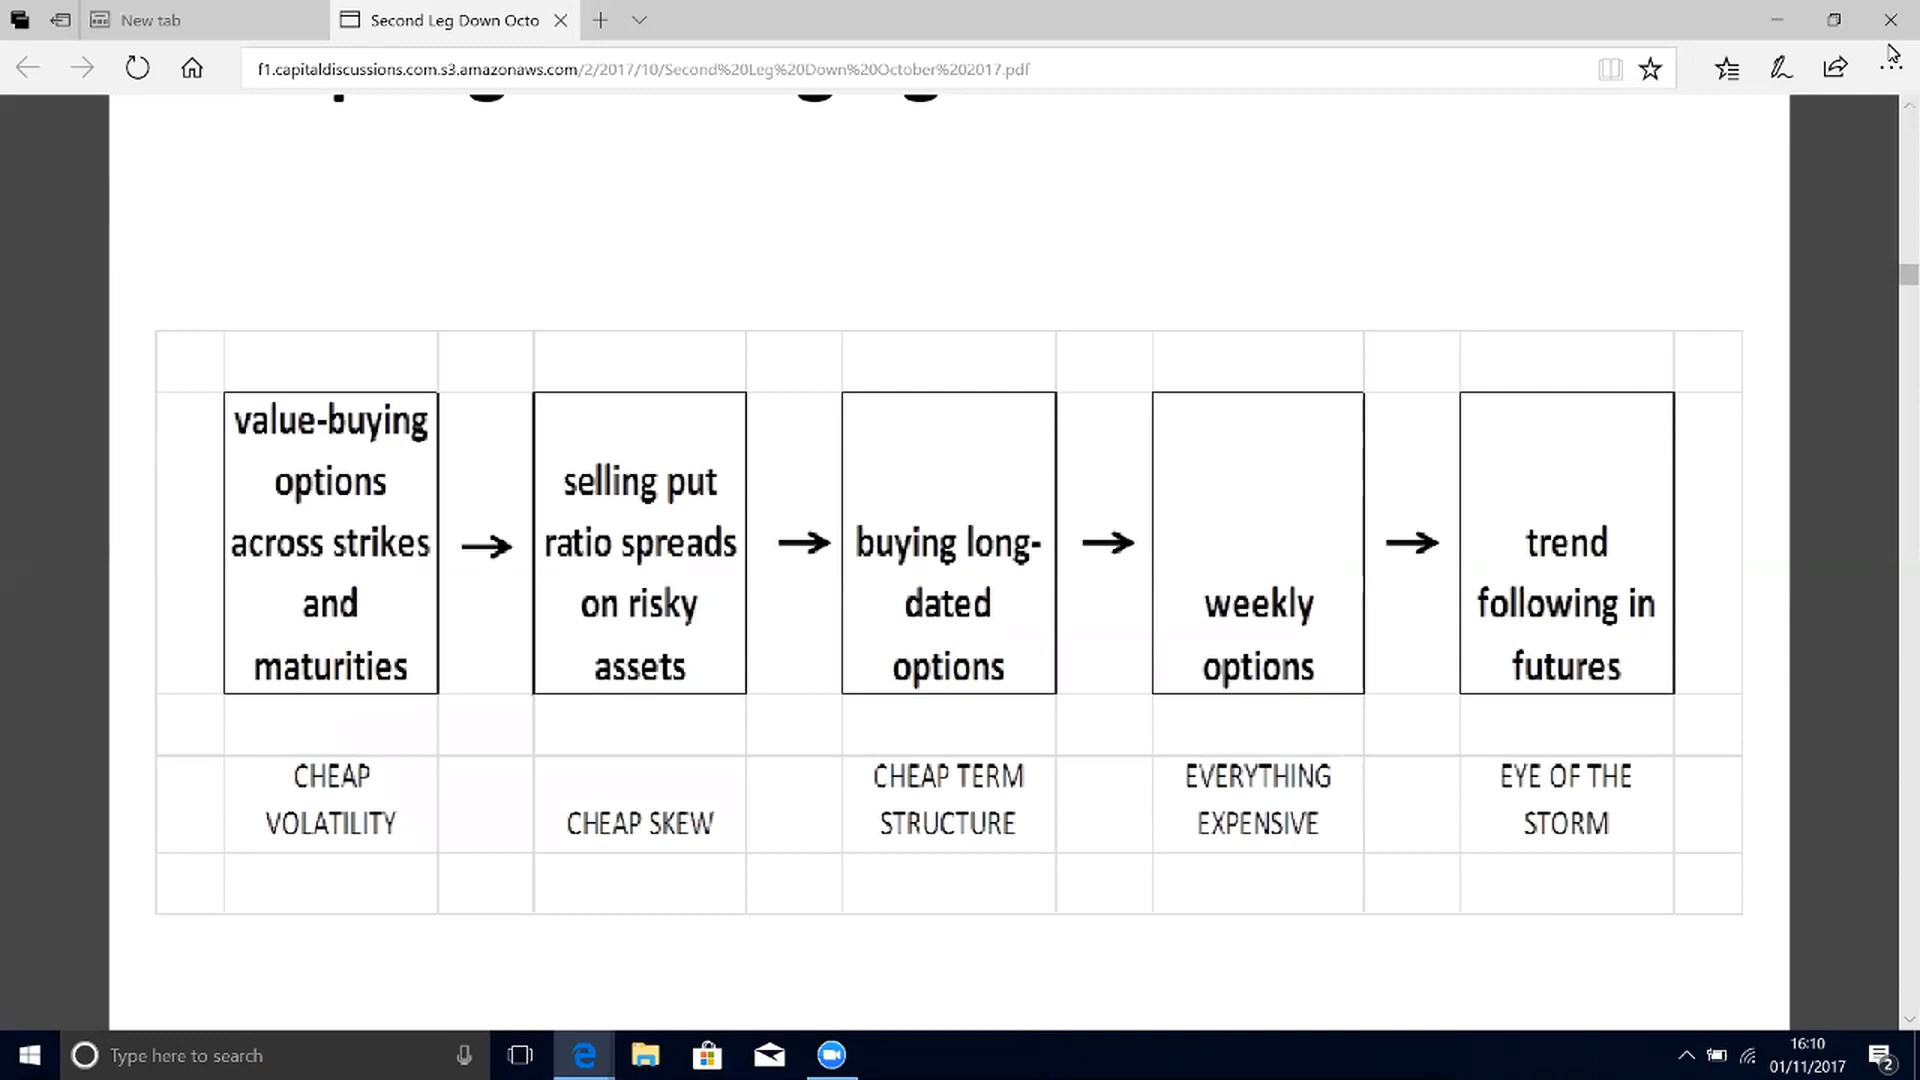 New tab
Second Leg Down Octo
f1.capitaldiscussions.com.s3.amazonaws.com/2/2017/10/Second%20Leg%20Down%20October%202017.pdf
value-buying
options
across strikes
and
maturities
→
selling put
ratio spreads
on risky
assets
→
buying long-
dated
options
→
weekly
options
→
trend
following in
futures
CHEAP
VOLATILITY
CHEAP SKEW
CHEAP TERM
STRUCTURE
EVERYTHING
EXPENSIVE
EYE OF THE
STORM
Type here to search
16:10
01/11/2017
2